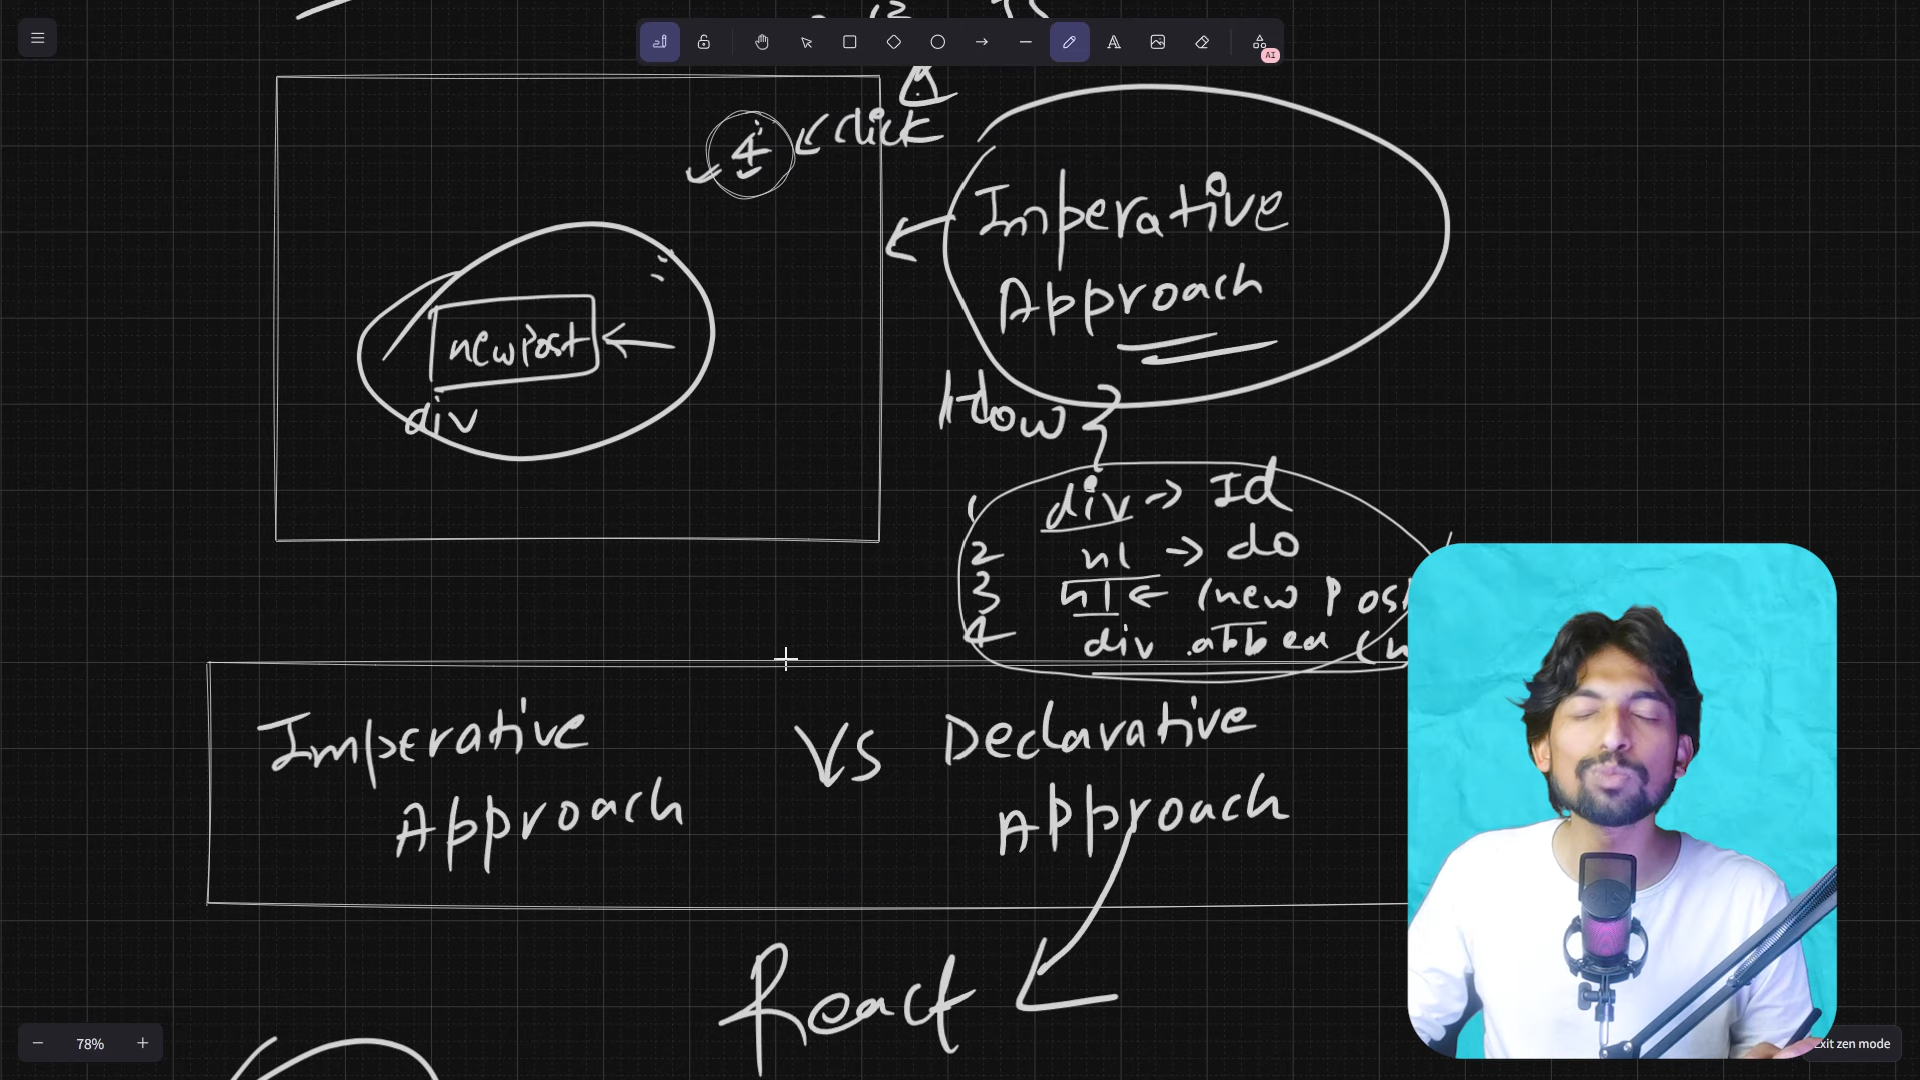 AI
4
click
Imperative
Approach
newpost
div
How
1 div -> Id
2 h1 -> do
3 h1 <- (new Post
4 div .append (h
Imperative
Approach
VS
Declarative
Approach
React
78%
Exit zen mode